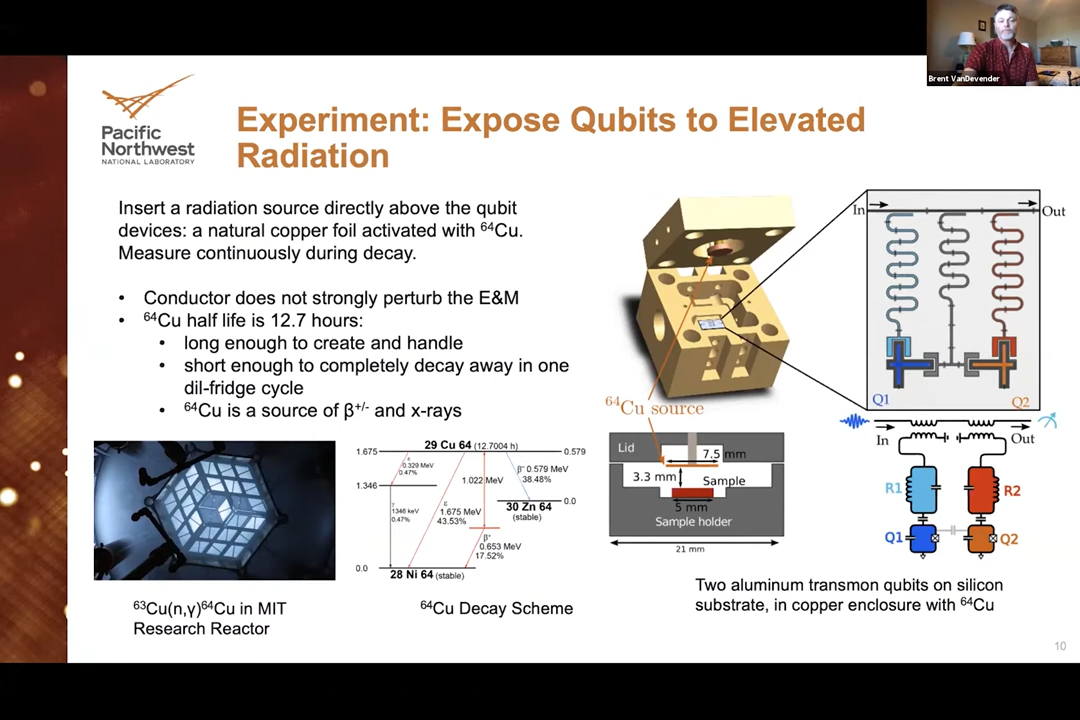 Brent VanDevender
Pacific
Northwest
NATIONAL LABORATORY
Experiment: Expose Qubits to Elevated
Radiation
Insert a radiation source directly above the qubit
devices: a natural copper foil activated with ⁶⁴Cu.
Measure continuously during decay.
• Conductor does not strongly perturb the E&M
• ⁶⁴Cu half life is 12.7 hours:
• long enough to create and handle
• short enough to completely decay away in one
dil-fridge cycle
• ⁶⁴Cu is a source of β⁺/⁻ and x-rays
⁶³Cu(n,γ)⁶⁴Cu in MIT
Research Reactor
29 Cu 64 (12.7004 h)
1.675
0.579
ε
0.329 MeV
0.47%
1.346
γ
1346 keV
0.47%
1.022 MeV
ε
1.675 MeV
43.53%
β⁻ 0.579 MeV
38.48%
0.0
30 Zn 64
(stable)
β⁺
0.653 MeV
17.52%
0.0
28 Ni 64 (stable)
⁶⁴Cu Decay Scheme
⁶⁴Cu source
Lid
7.5 mm
3.3 mm
Sample
5 mm
Sample holder
21 mm
In
Out
Q1
Q2
In
Out
R1
R2
Q1
Q2
Two aluminum transmon qubits on silicon
substrate, in copper enclosure with ⁶⁴Cu
10